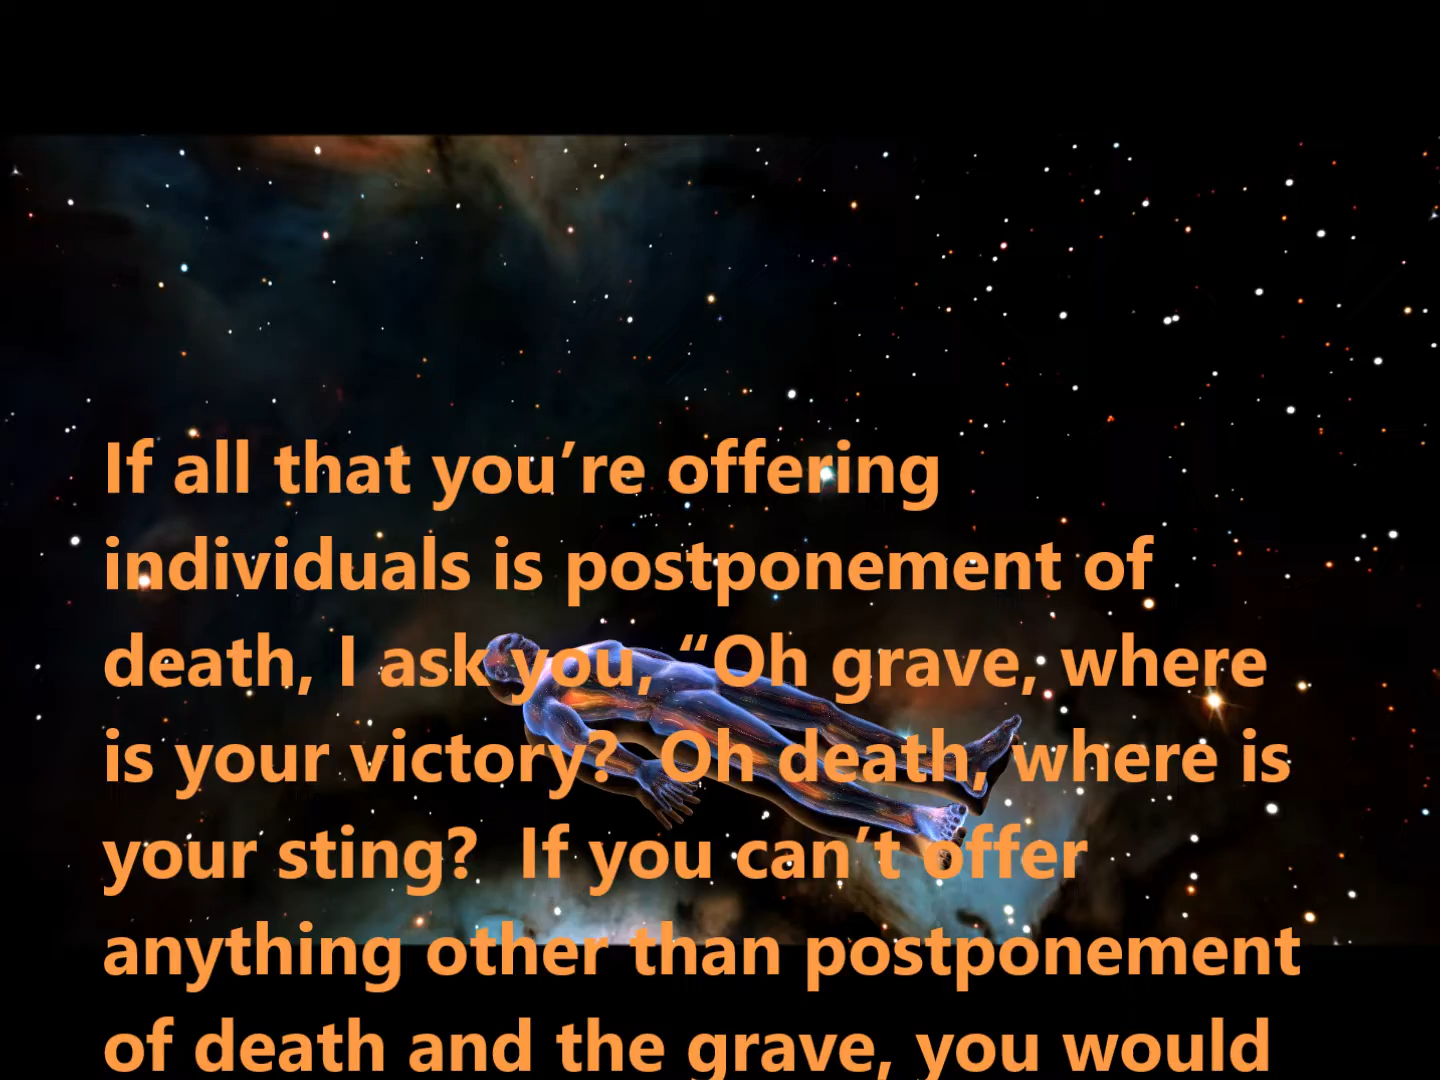 If all that you’re offering
individuals is postponement of
death, I ask you, “Oh grave, where
is your victory?  Oh death, where is
your sting?  If you can’t offer
anything other than postponement
of death and the grave, you would